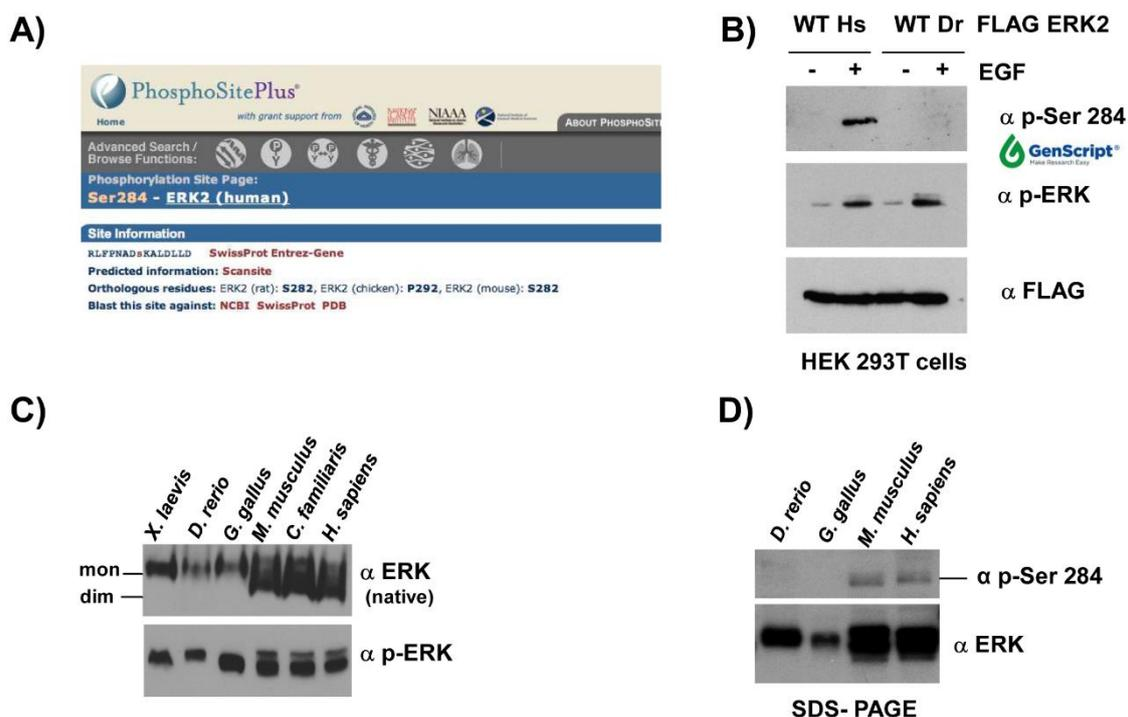 A)
PhosphoSitePlus®
Home
with grant support from
NIAAA
ABOUT PHOSPHOSIT
Advanced Search /
Browse Functions:
Phosphorylation Site Page:
Ser284 - ERK2 (human)
Site Information
RLFPNADsKALDLLD SwissProt Entrez-Gene
Predicted information: Scansite
Orthologous residues: ERK2 (rat): S282, ERK2 (chicken): P292, ERK2 (mouse): S282
Blast this site against: NCBI SwissProt PDB
B)
WT Hs WT Dr FLAG ERK2
- + - + EGF
α p-Ser 284
GenScript®
Make Research Easy
α p-ERK
α FLAG
HEK 293T cells
C)
X. laevis
D. rerio
G. gallus
M. musculus
C. familiaris
H. sapiens
mon
dim
α ERK
(native)
α p-ERK
D)
D. rerio
G. gallus
M. musculus
H. sapiens
α p-Ser 284
α ERK
SDS- PAGE